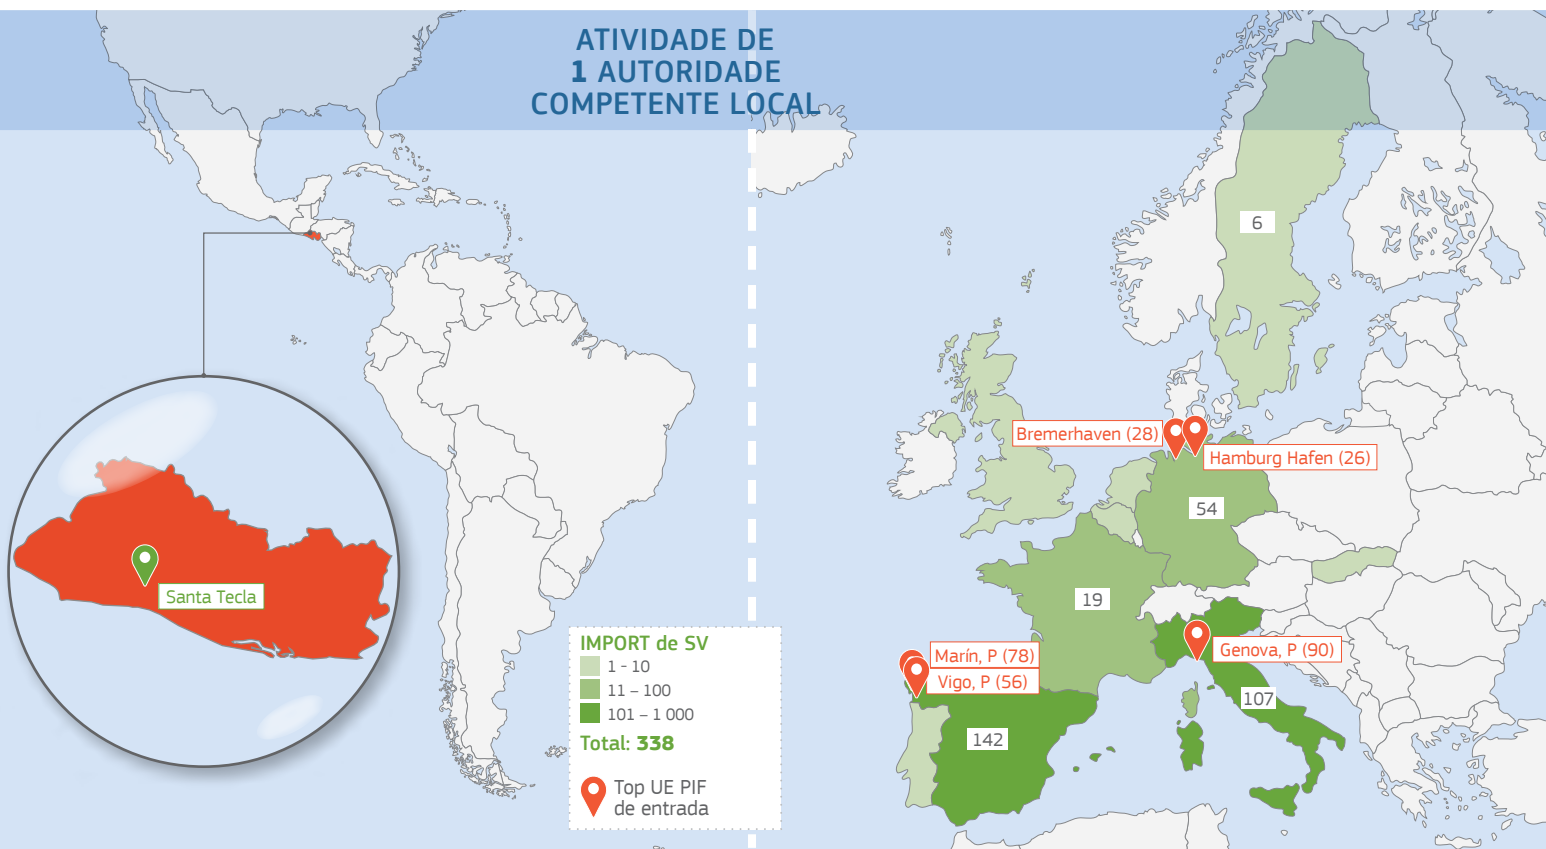 ATIVIDADE DE
1 AUTORIDADE
COMPETENTE LOCAL
6
Bremerhaven (28)
Hamburg Hafen (26)
54
Santa Tecla
19
IMPORT de SV
1 - 10
11 – 100
101 – 1 000
Total: 338
Top UE PIF
de entrada
Marín, P (78)
Vigo, P (56)
Genova, P (90)
107
142